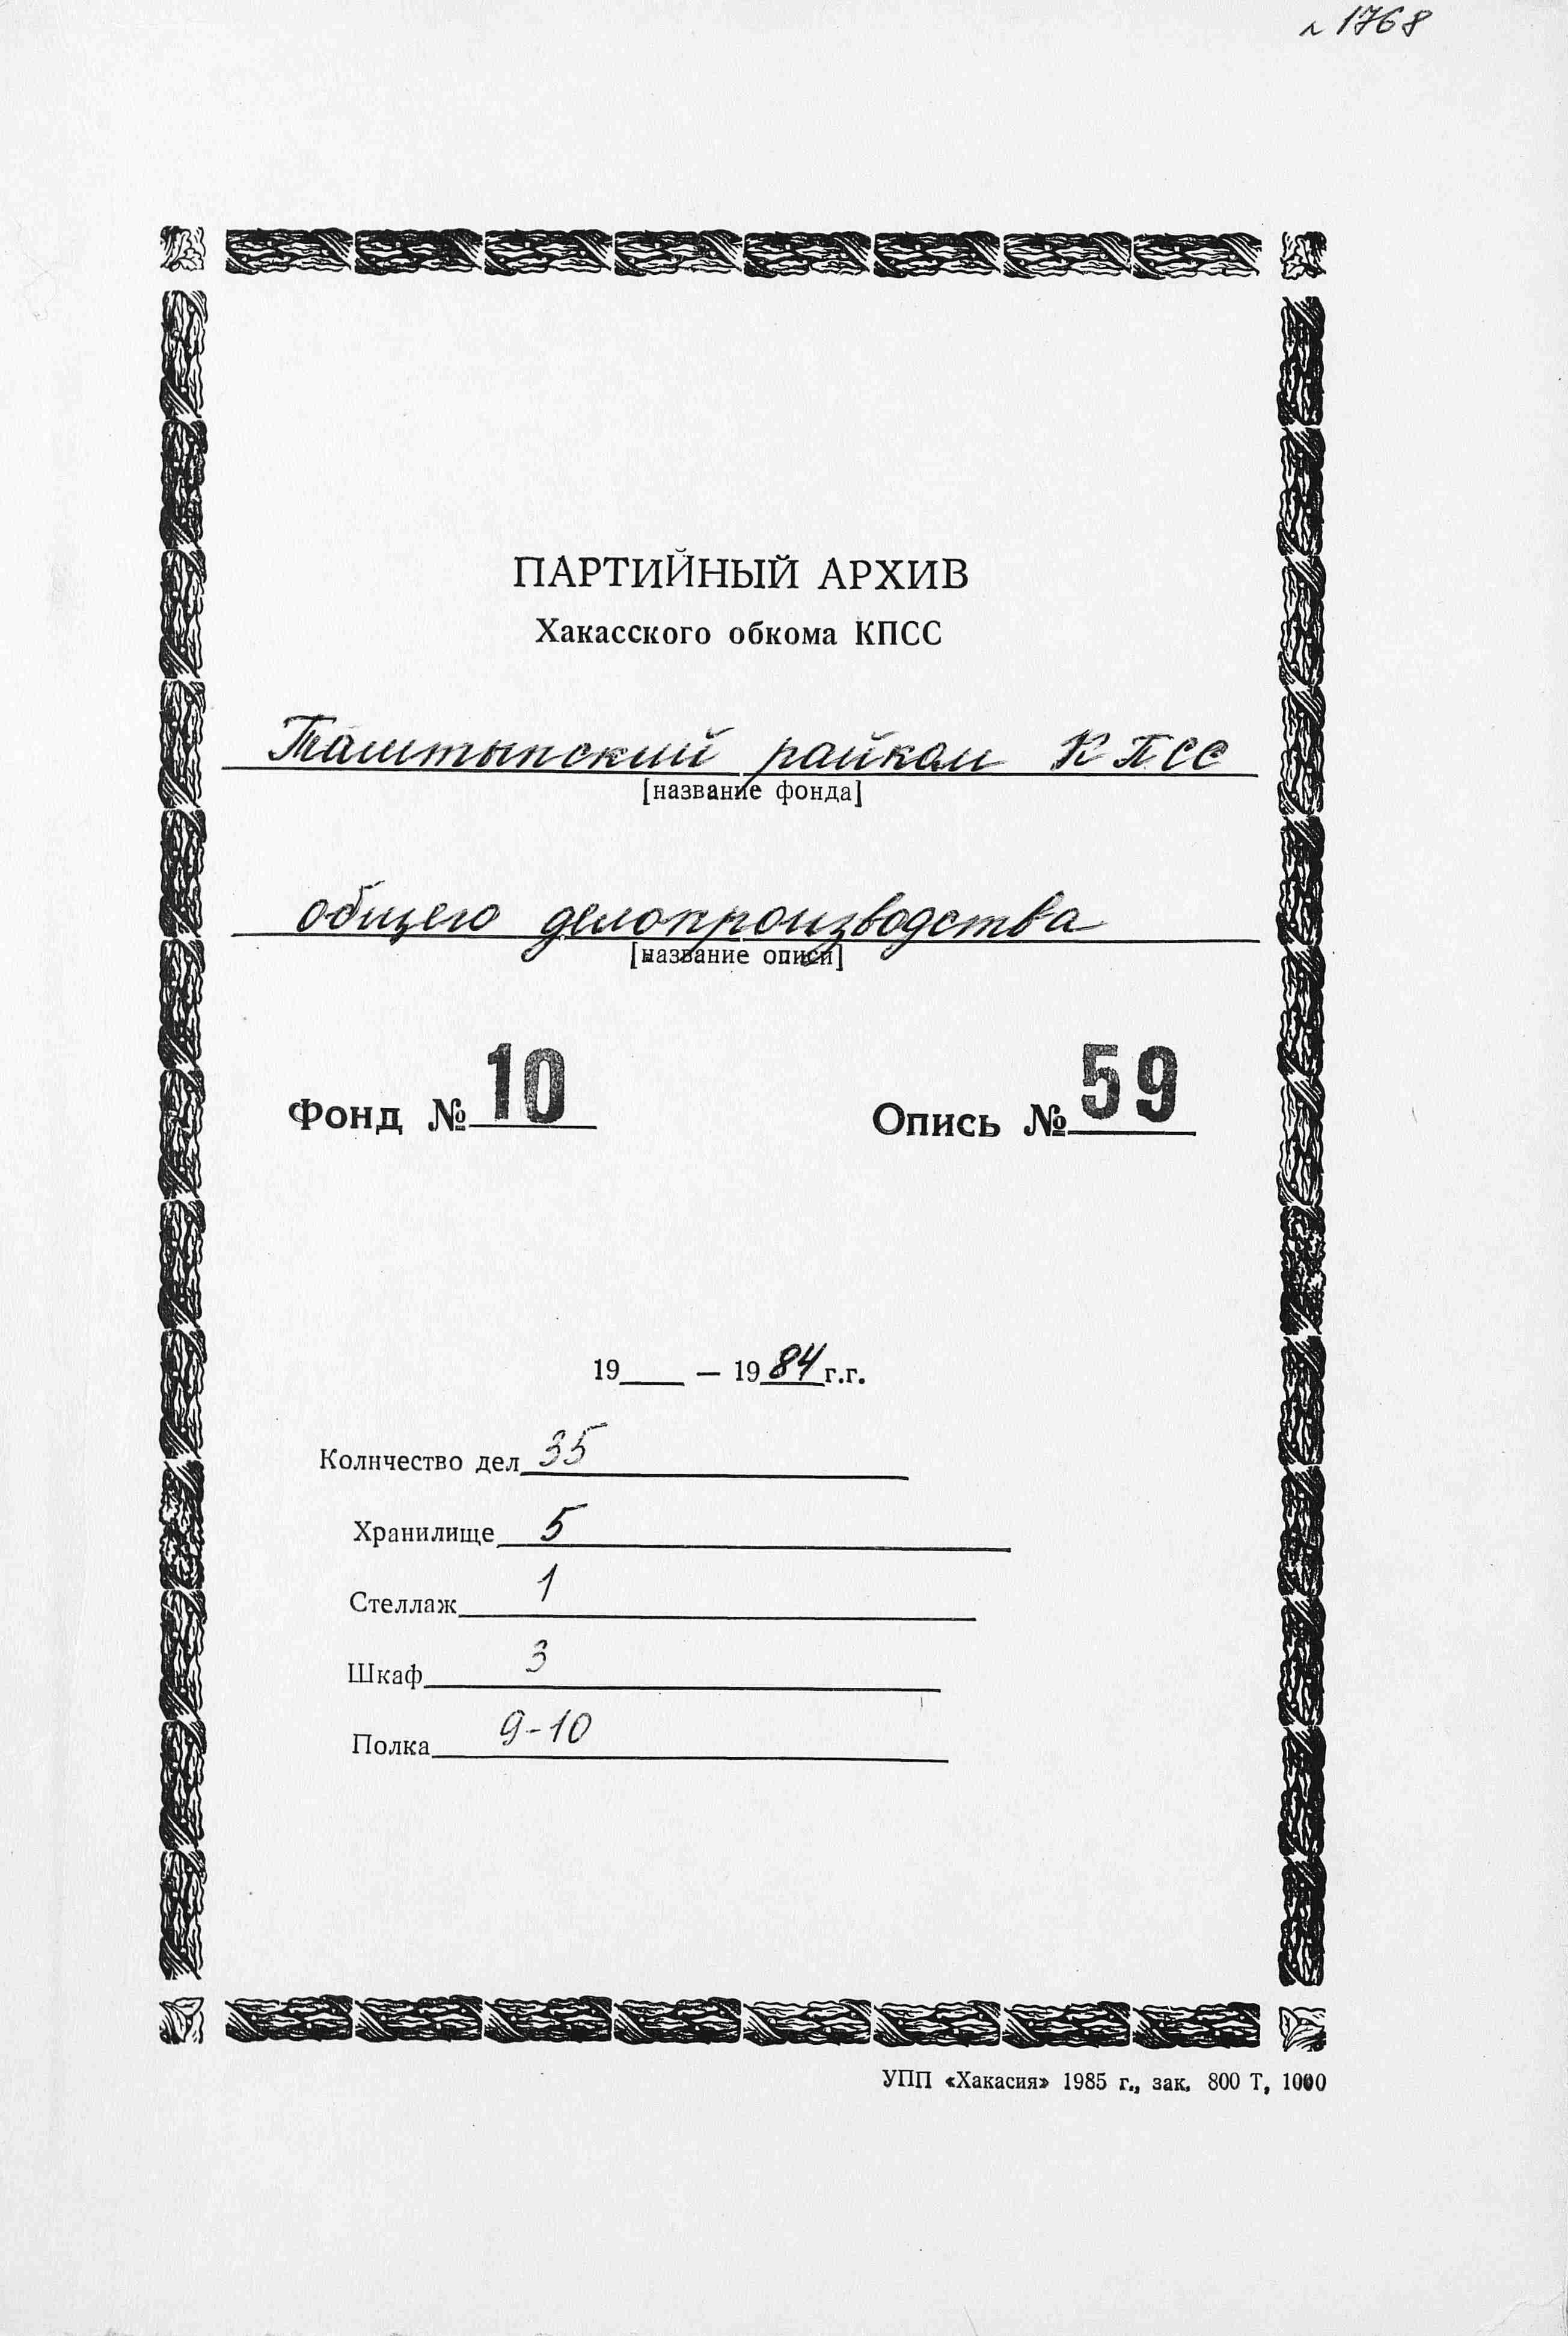 л 1768
ПАРТИЙНЫЙ АРХИВ
Хакасского обкома КПСС
Таштыпский райком КПСС
[название фонда]
общего делопроизводства
[название описи]
Фонд № 10 Опись № 59
19____ — 1984 г.г.
Количество дел 35
Хранилище 5
Стеллаж 1
Шкаф 3
Полка 9-10
УПП «Хакасия» 1985 г., зак. 800 Т, 1000